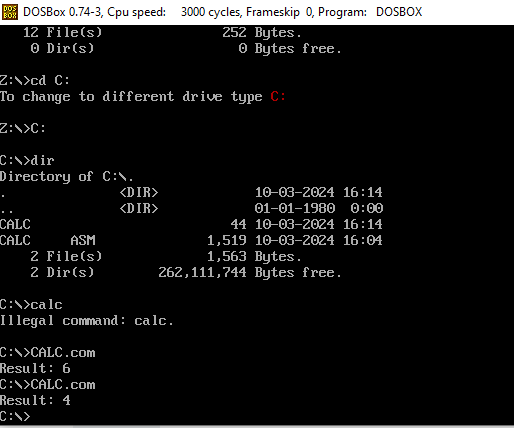 DOSBox 0.74-3, Cpu speed: 3000 cycles, Frameskip 0, Program: DOSBOX
12 File(s) 252 Bytes.
0 Dir(s) 0 Bytes free.
Z:\>cd C:
To change to different drive type C:
Z:\>C:
C:\>dir
Directory of C:\.
. <DIR> 10-03-2024 16:14
.. <DIR> 01-01-1980 0:00
CALC 44 10-03-2024 16:14
CALC ASM 1,519 10-03-2024 16:04
2 File(s) 1,563 Bytes.
2 Dir(s) 262,111,744 Bytes free.
C:\>calc
Illegal command: calc.
C:\>CALC.com
Result: 6
C:\>CALC.com
Result: 4
C:\>